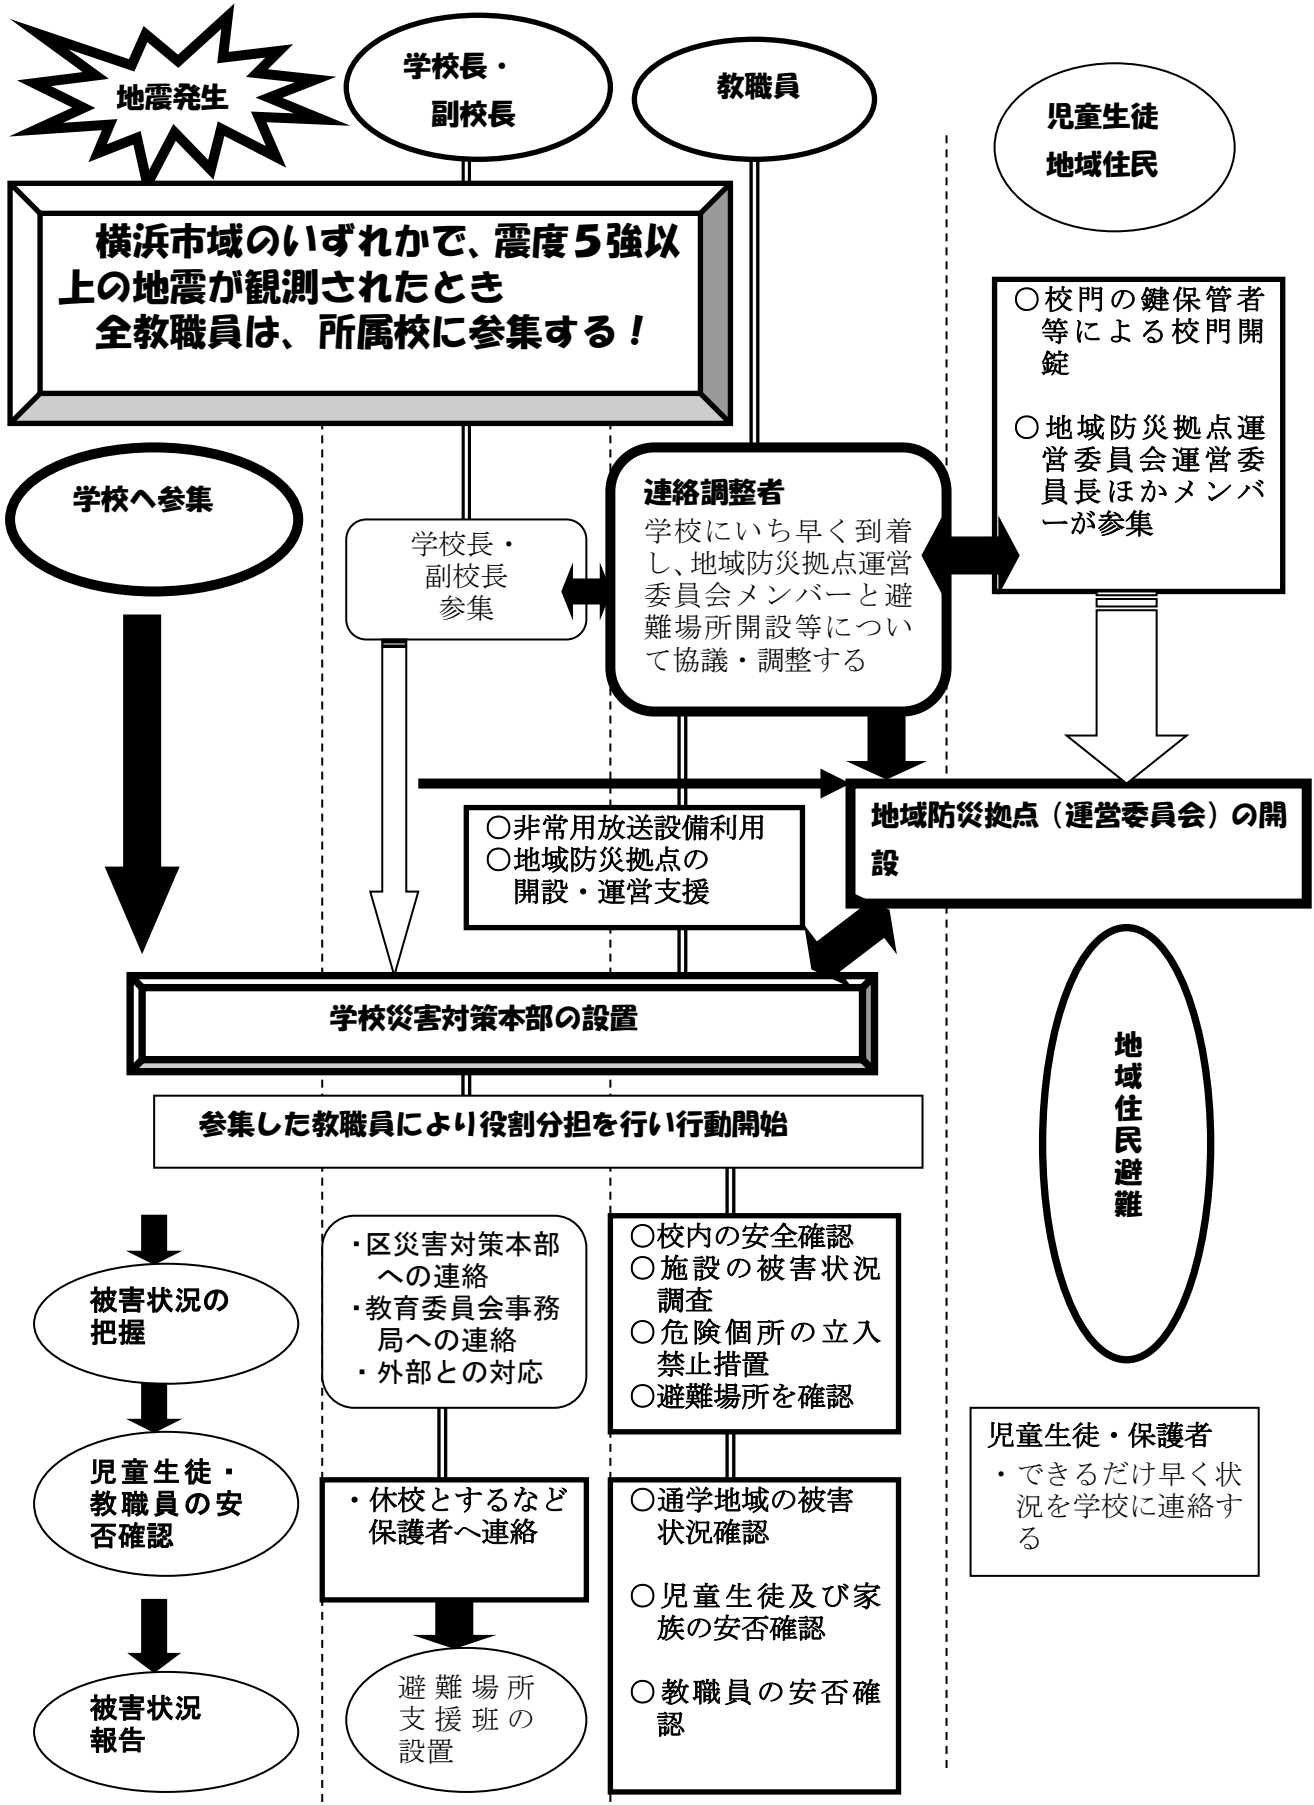 地震発生
学校長・
副校長
教職員
児童生徒
地域住民
横浜市域のいずれかで、震度5強以
上の地震が観測されたとき
全教職員は、所属校に参集する！
○校門の鍵保管者
等による校門開
錠
○地域防災拠点運
営委員会運営委
員長ほかメンバ
ーが参集
学校へ参集
学校長・
副校長
参集
連絡調整者
学校にいち早く到着
し、地域防災拠点運営
委員会メンバーと避
難場所開設等につい
て協議・調整する
地域防災拠点（運営委員会）の開
設
○非常用放送設備利用
○地域防災拠点の
開設・運営支援
学校災害対策本部の設置
参集した教職員により役割分担を行い行動開始
地域住民避難
被害状況の
把握
・区災害対策本部
への連絡
・教育委員会事務
局への連絡
・外部との対応
○校内の安全確認
○施設の被害状況
調査
○危険個所の立入
禁止措置
○避難場所を確認
児童生徒・
教職員の安
否確認
・休校とするなど
保護者へ連絡
○通学地域の被害
状況確認
○児童生徒及び家
族の安否確認
○教職員の安否確
認
児童生徒・保護者
・できるだけ早く状
況を学校に連絡す
る
被害状況
報告
避難場所
支援班の
設置